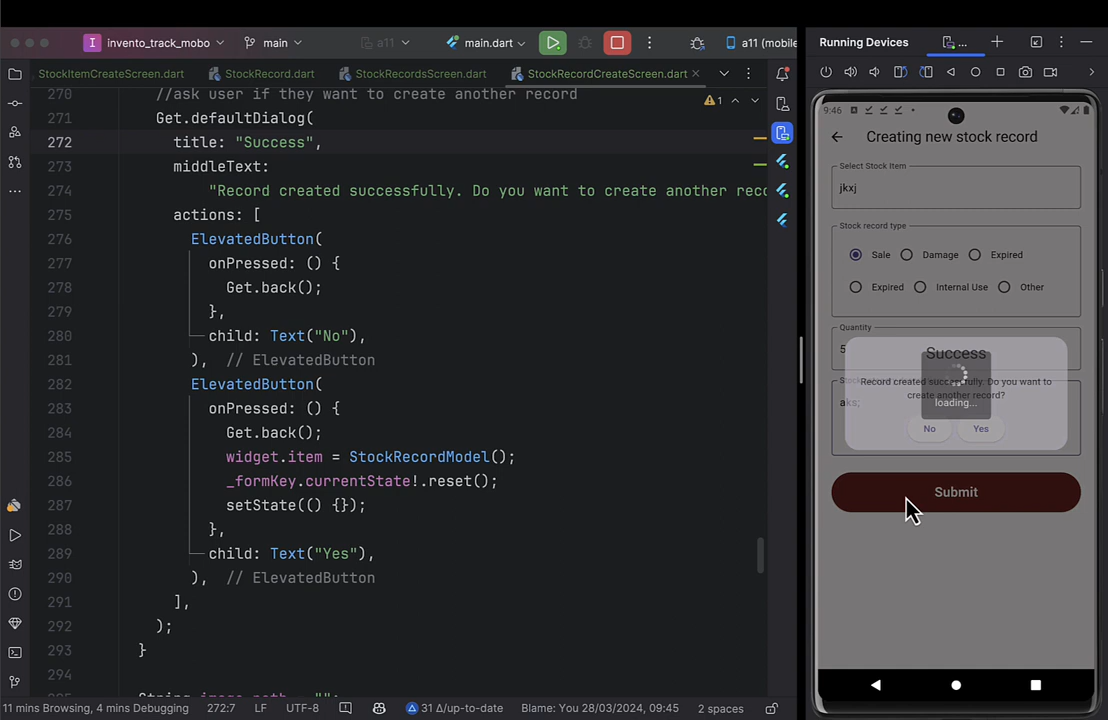 invento_track_mobo
main
a11
main.dart
a11 (mobile
Running Devices
...
StockItemCreateScreen.dart
StockRecord.dart
StockRecordsScreen.dart
StockRecordCreateScreen.dart
270 //ask user if they want to create another record
271 Get.defaultDialog(
272 title: "Success",
273 middleText:
274 "Record created successfully. Do you want to create another reco
275 actions: [
276 ElevatedButton(
277 onPressed: () {
278 Get.back();
279 },
280 child: Text("No"),
281 ), // ElevatedButton
282 ElevatedButton(
283 onPressed: () {
284 Get.back();
285 widget.item = StockRecordModel();
286 _formKey.currentState!.reset();
287 setState(() {});
288 },
289 child: Text("Yes"),
290 ), // ElevatedButton
291 ],
292 );
293 }
294
1
9:46
Creating new stock record
Select Stock Item
jkxj
Stock record type
Sale
Damage
Expired
Expired
Internal Use
Other
Quantity
5
Success
Record created successfully. Do you want to
create another record?
loading...
aks;
No
Yes
Submit
11 mins Browsing, 4 mins Debugging
272:7
LF
UTF-8
31 Δ/up-to-date
Blame: You 28/03/2024, 09:45
2 spaces